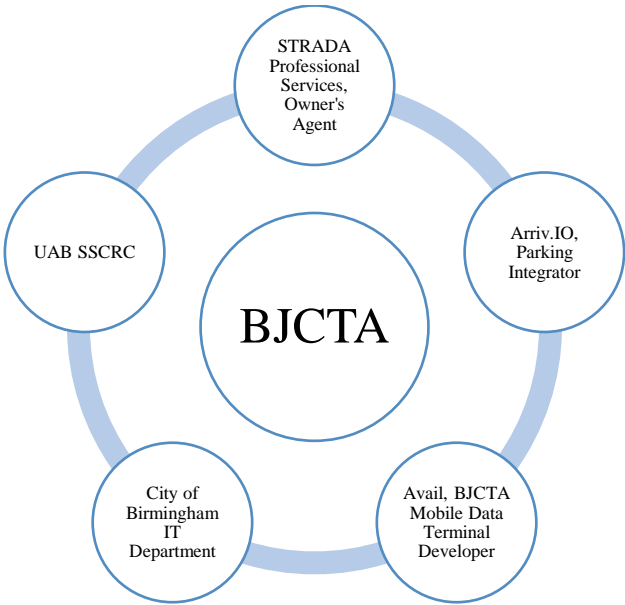 STRADA
Professional
Services,
Owner's
Agent
Arriv.IO,
Parking
Integrator
Avail, BJCTA
Mobile Data
Terminal
Developer
City of
Birmingham
IT
Department
UAB SSCRC
BJCTA